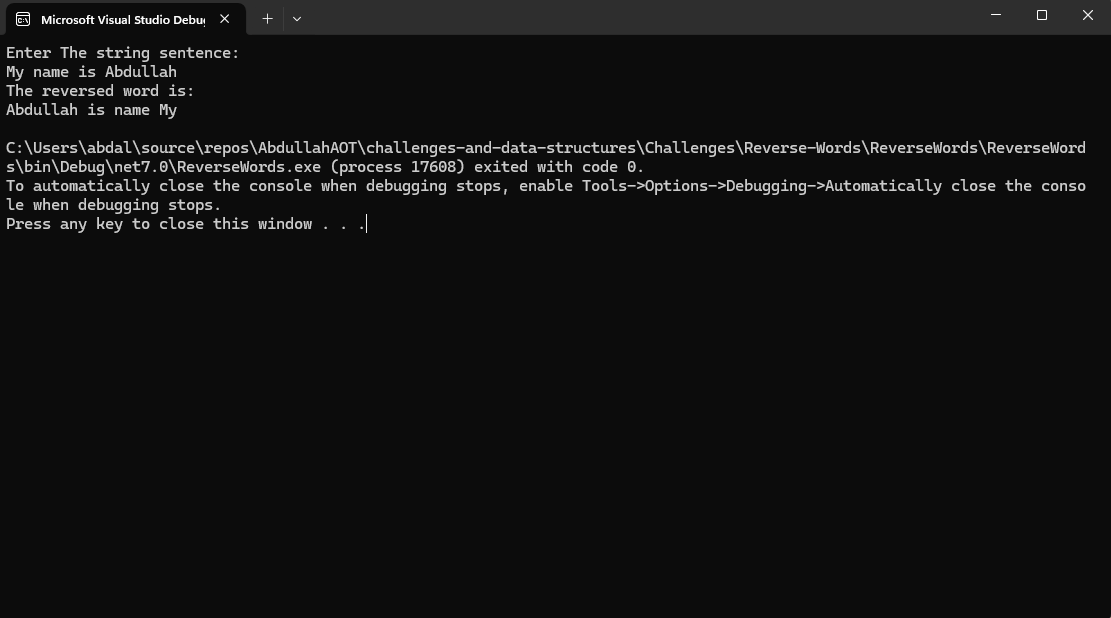 Microsoft Visual Studio Debu
Enter The string sentence:
My name is Abdullah
The reversed word is:
Abdullah is name My
C:\Users\abdal\source\repos\AbdullahAOT\challenges-and-data-structures\Challenges\Reverse-Words\ReverseWords\ReverseWord
s\bin\Debug\net7.0\ReverseWords.exe (process 17608) exited with code 0.
To automatically close the console when debugging stops, enable Tools->Options->Debugging->Automatically close the conso
le when debugging stops.
Press any key to close this window . . .